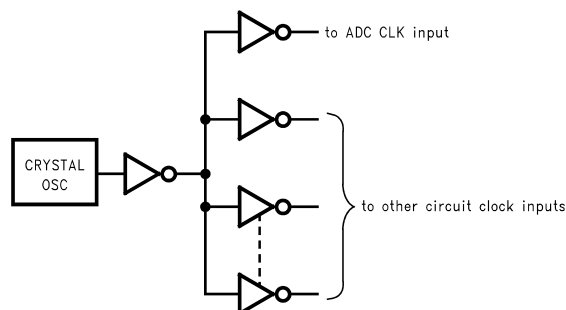 to ADC CLK input
CRYSTAL
OSC
to other circuit clock inputs